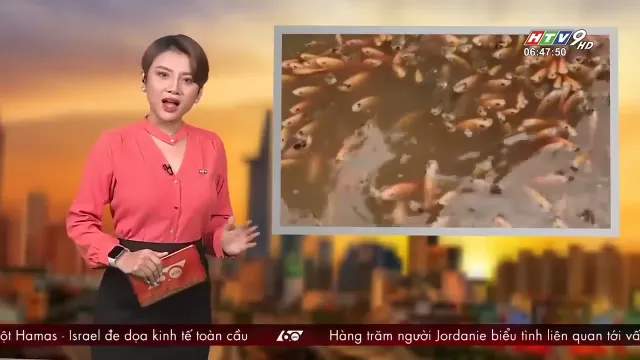 HTV9 HD
06:47:50
ột Hamas - Israel đe dọa kinh tế toàn cầu
60
Hàng trăm người Jordanie biểu tình liên quan tới vấ